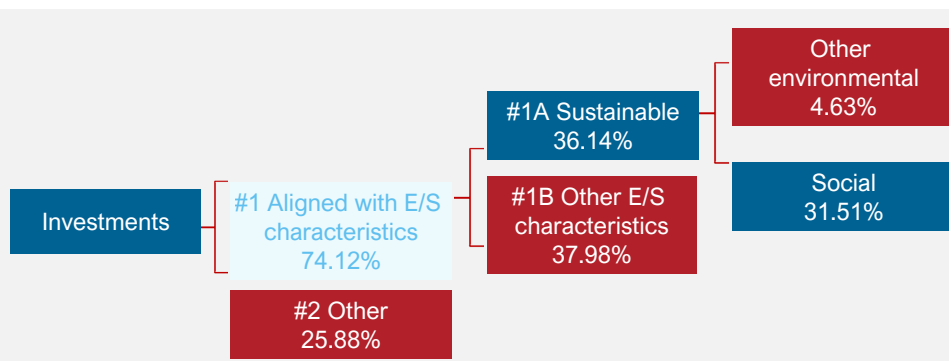 Investments
#1 Aligned with E/S
characteristics
74.12%
#2 Other
25.88%
#1A Sustainable
36.14%
#1B Other E/S
characteristics
37.98%
Other
environmental
4.63%
Social
31.51%